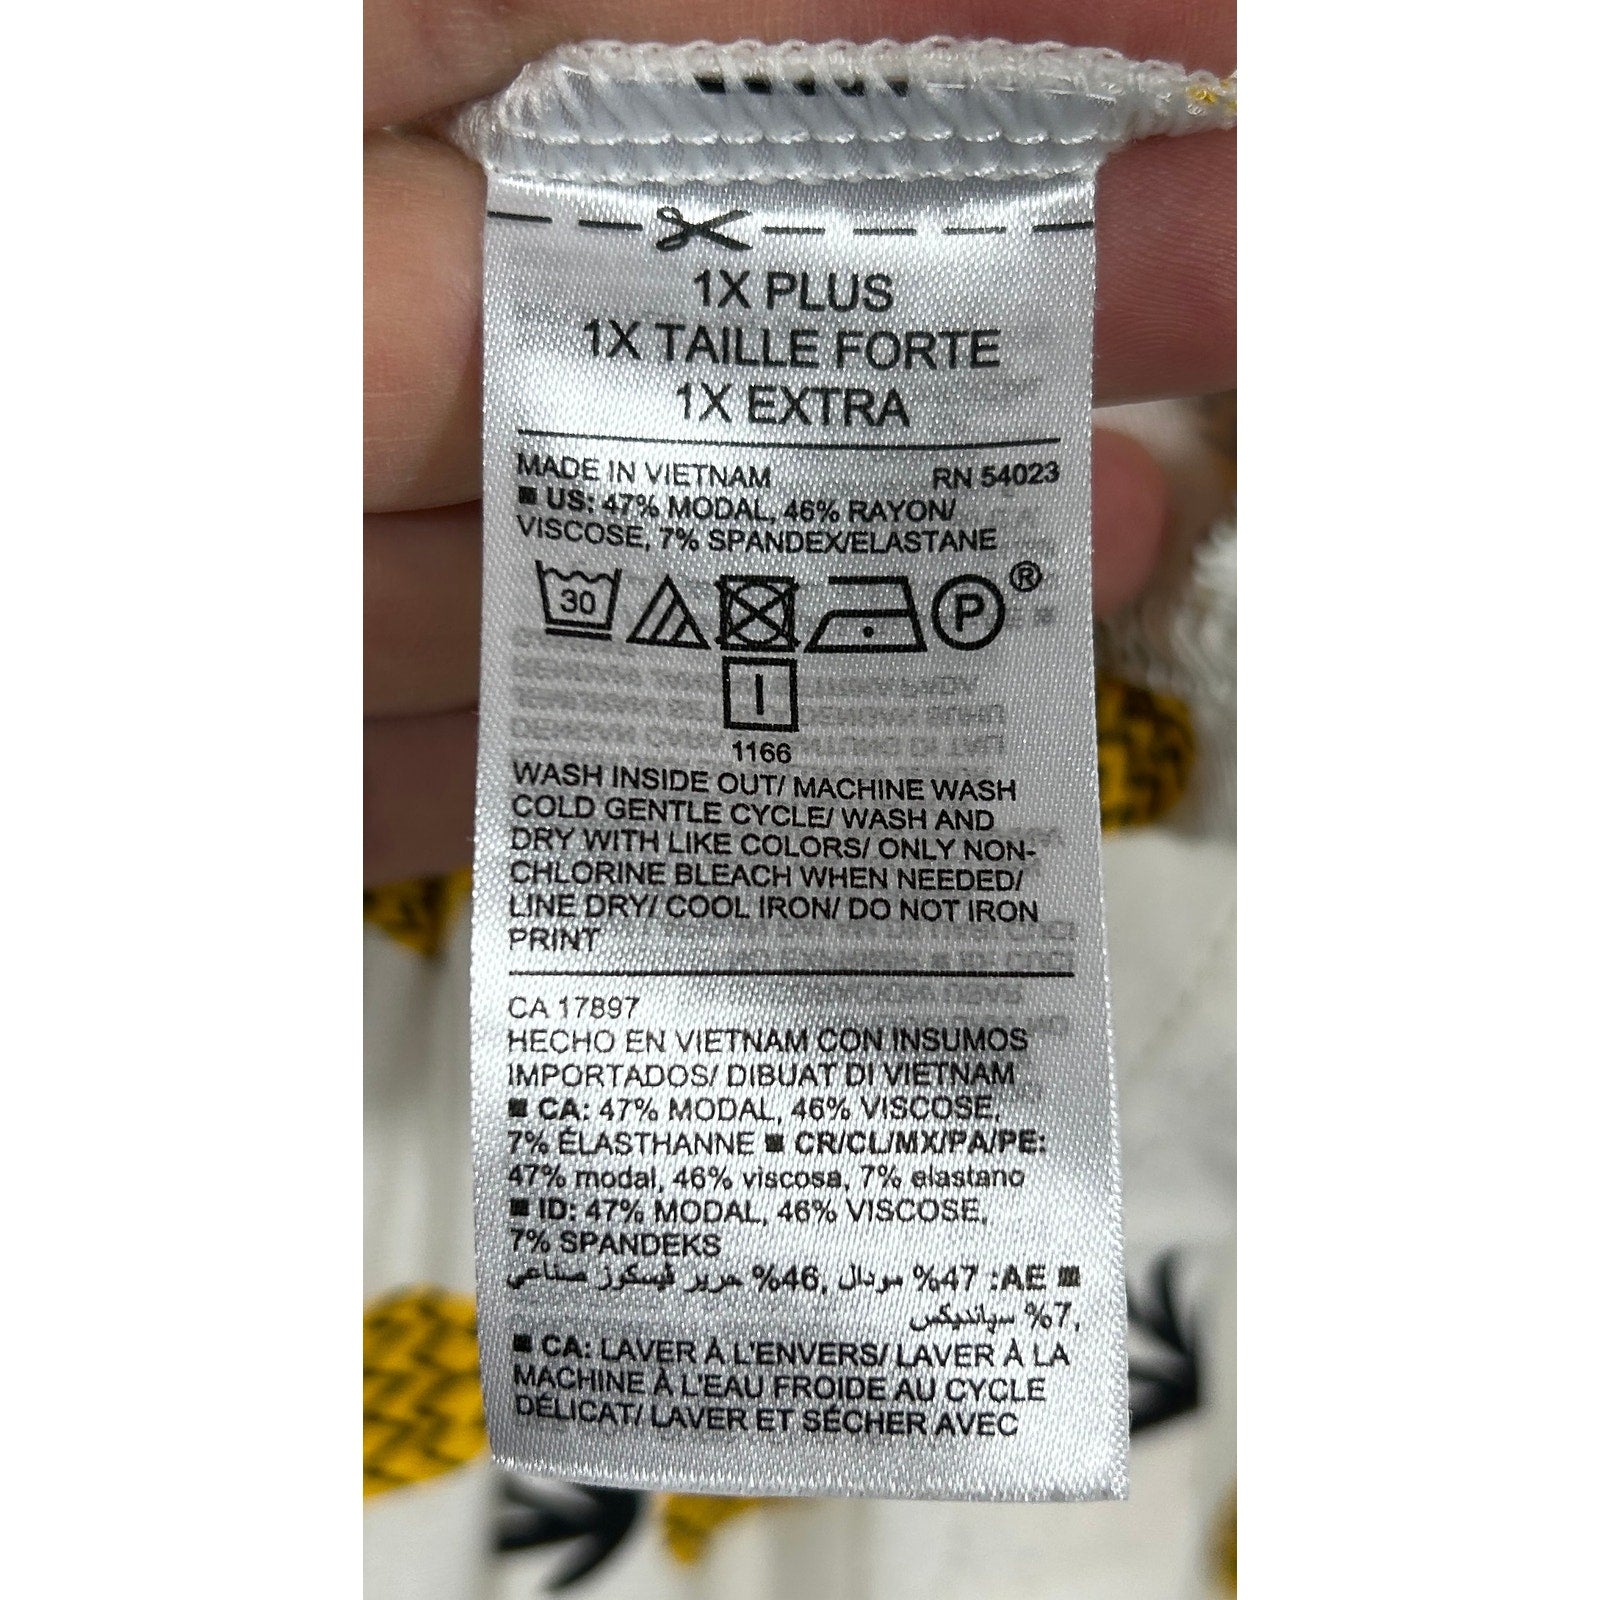 1X PLUS
1X TAILLE FORTE
1X EXTRA
MADE IN VIETNAM RN 54023
■ US: 47% MODAL, 46% RAYON/
VISCOSE, 7% SPANDEX/ELASTANE
30 P ®
1166
WASH INSIDE OUT/ MACHINE WASH
COLD GENTLE CYCLE/ WASH AND
DRY WITH LIKE COLORS/ ONLY NON-
CHLORINE BLEACH WHEN NEEDED/
LINE DRY/ COOL IRON/ DO NOT IRON
PRINT
CA 17897
HECHO EN VIETNAM CON INSUMOS
IMPORTADOS/ DIBUAT DI VIETNAM
■ CA: 47% MODAL, 46% VISCOSE,
7% ÉLASTHANNE ■ CR/CL/MX/PA/PE:
47% modal, 46% viscosa, 7% elastano
■ ID: 47% MODAL, 46% VISCOSE,
7% SPANDEKS
■ AE: 47% مودال, 46% حرير فيسكوز صناعي
,7% سباندیکس
■ CA: LAVER À L'ENVERS/ LAVER À LA
MACHINE À L'EAU FROIDE AU CYCLE
DÉLICAT/ LAVER ET SÉCHER AVEC